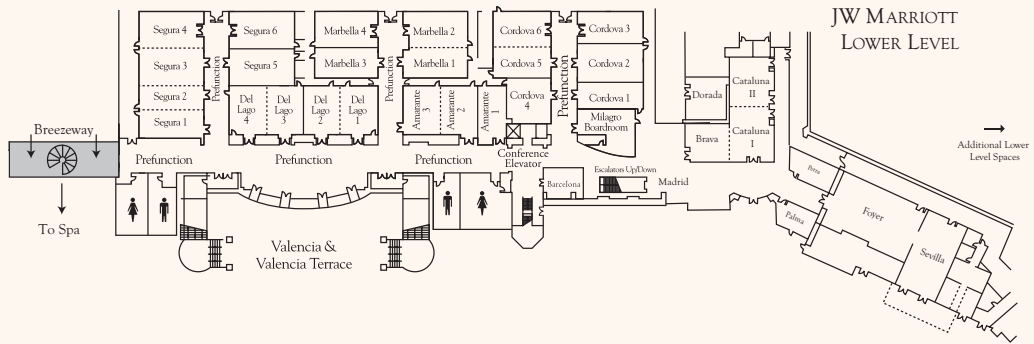 JW MARRIOTT
LOWER LEVEL
Segura 4
Segura 3
Segura 2
Segura 1
Prefunction
Segura 6
Segura 5
Del
Lago
4
Del
Lago
3
Del
Lago
2
Del
Lago
1
Marbella 4
Marbella 3
Prefunction
Marbella 2
Marbella 1
Amarante
3
Amarante
2
Amarante
1
Cordova 6
Cordova 5
Cordova
4
Prefunction
Cordova 3
Cordova 2
Cordova 1
Milagro
Boardroom
Dorada
Brava
Cataluna
II
Cataluna
I
Additional Lower
Level Spaces
Breezeway
To Spa
Prefunction
Prefunction
Prefunction
Conference
Elevator
Barcelona
Escalators Up/Down
Madrid
Valencia &
Valencia Terrace
Petra
Palma
Foyer
Sevilla